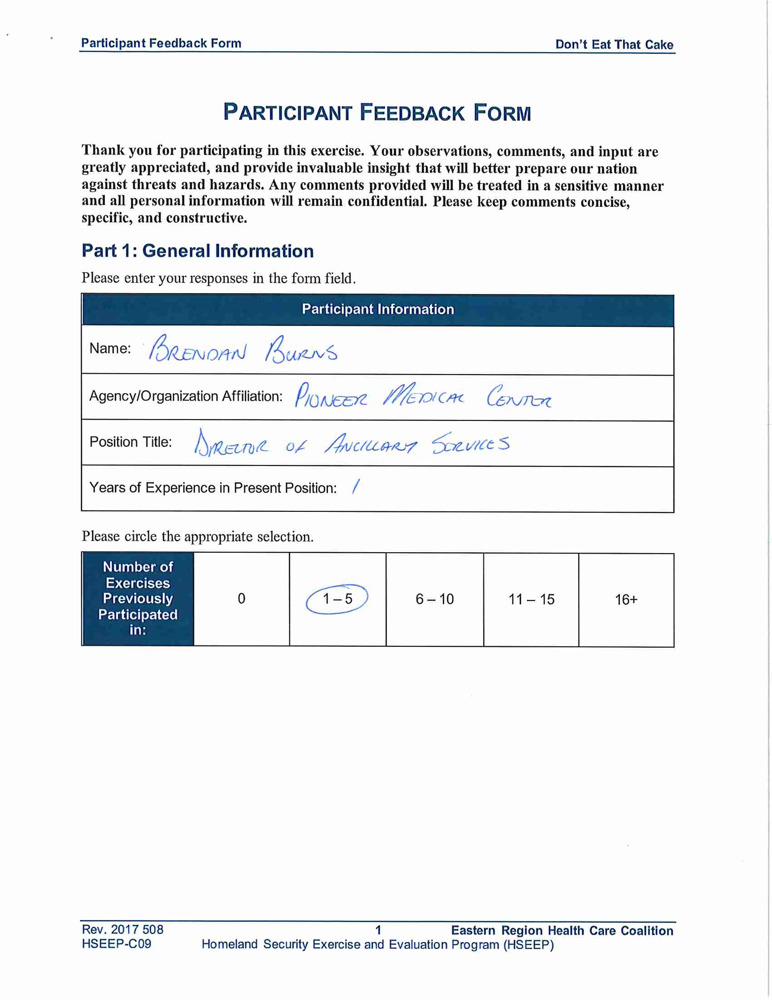 Participant Feedback Form Don't Eat That Cake
PARTICIPANT FEEDBACK FORM
Thank you for participating in this exercise. Your observations, comments, and input are
greatly appreciated, and provide invaluable insight that will better prepare our nation
against threats and hazards. Any comments provided will be treated in a sensitive manner
and all personal information will remain confidential. Please keep comments concise,
specific, and constructive.
Part 1: General Information
Please enter your responses in the form field.
Participant Information
Name: BRENDAN BURNS
Agency/Organization Affiliation: PIONEER MEDICAL CENTER
Position Title: DIRECTOR OF ANCILLARY SERVICES
Years of Experience in Present Position: 1
Please circle the appropriate selection.
Number of
Exercises
Previously
Participated
in:
0 1 – 5 6 – 10 11 – 15 16+
Rev. 2017 508 1 Eastern Region Health Care Coalition
HSEEP-C09 Homeland Security Exercise and Evaluation Program (HSEEP)